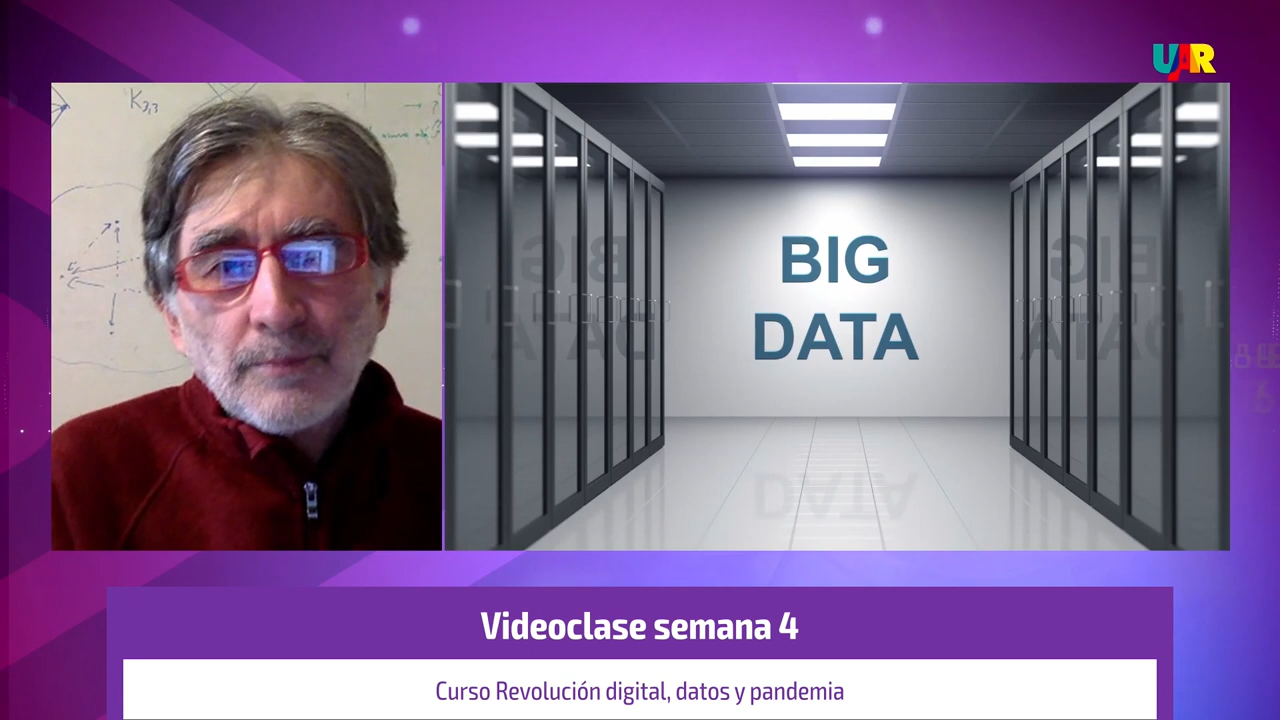 UAR
K3,3
BIG
DATA
Videoclase semana 4
Curso Revolución digital, datos y pandemia